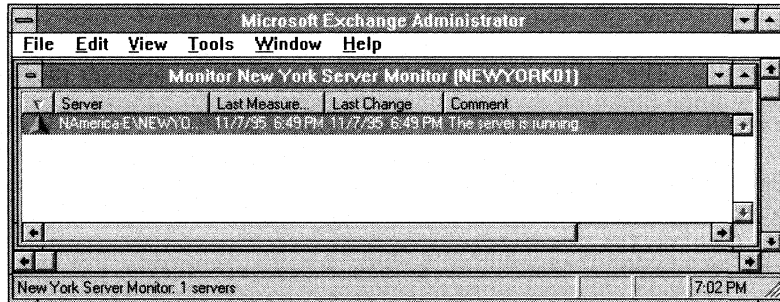 Microsoft Exchange Administrator
File Edit View Tools Window Help
Monitor New York Server Monitor (NEWYORK01)
Server Last Measure... Last Change Comment
NAmerica-E\NEWYO... 11/7/95 6:49 PM 11/7/95 6:49 PM The server is running
New York Server Monitor: 1 servers 7:02 PM